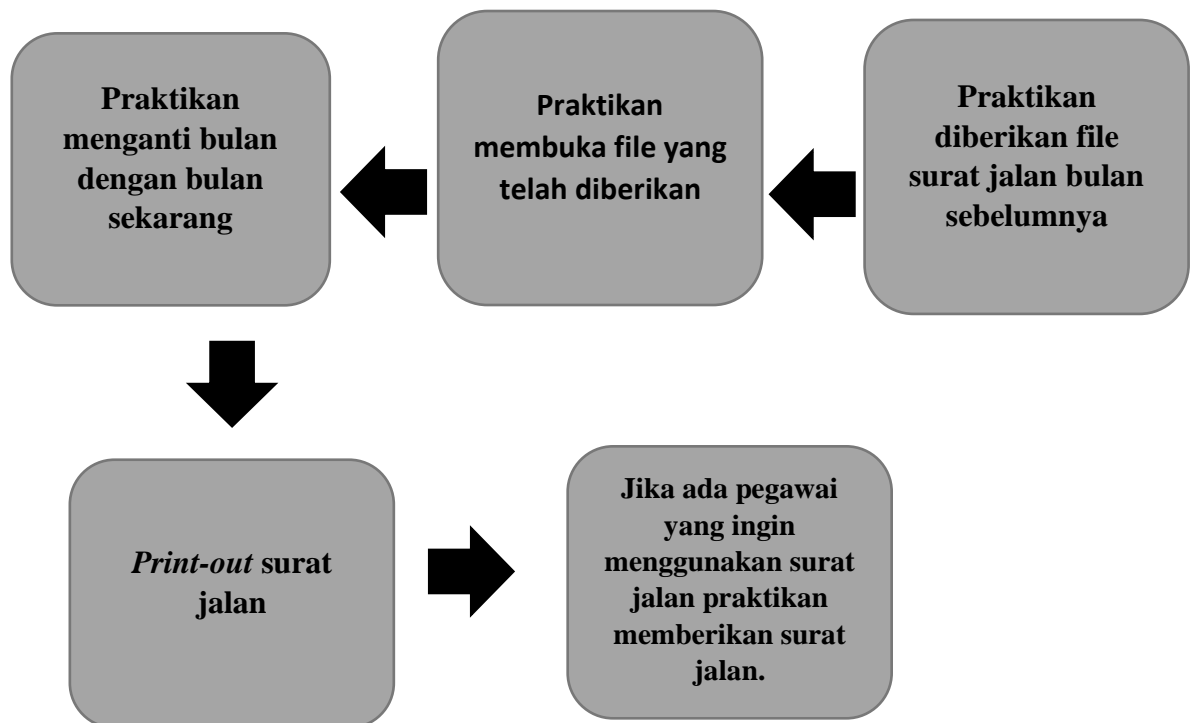 Praktikan
menganti bulan
dengan bulan
sekarang
Praktikan
membuka file yang
telah diberikan
Praktikan
diberikan file
surat jalan bulan
sebelumnya
Print-out surat
jalan
Jika ada pegawai
yang ingin
menggunakan surat
jalan praktikan
memberikan surat
jalan.